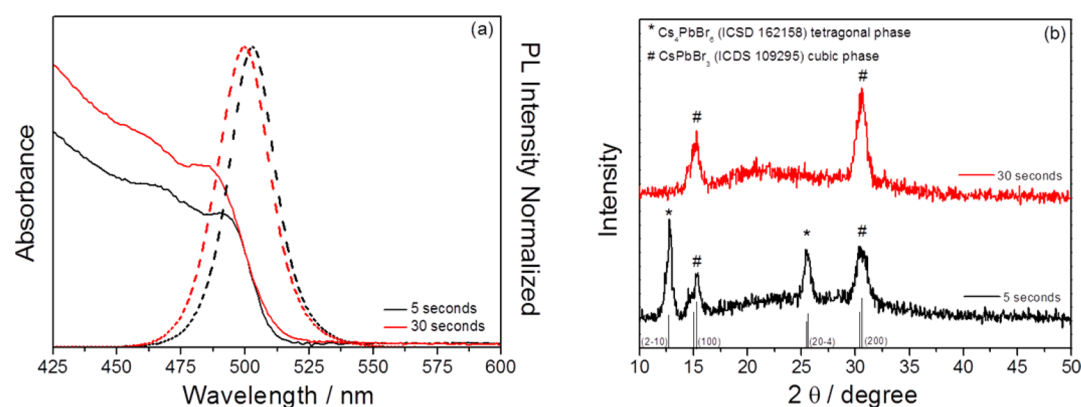 (a)
Absorbance
PL Intensity Normalized
5 seconds
30 seconds
425 450 475 500 525 550 575 600
Wavelength / nm
(b)
* Cs4PbBr6 (ICSD 162158) tetragonal phase
# CsPbBr3 (ICDS 109295) cubic phase
#
#
30 seconds
Intensity
*
#
*
#
5 seconds
(2-10) (100) (20-4) (200)
10 15 20 25 30 35 40 45 50
2 θ / degree